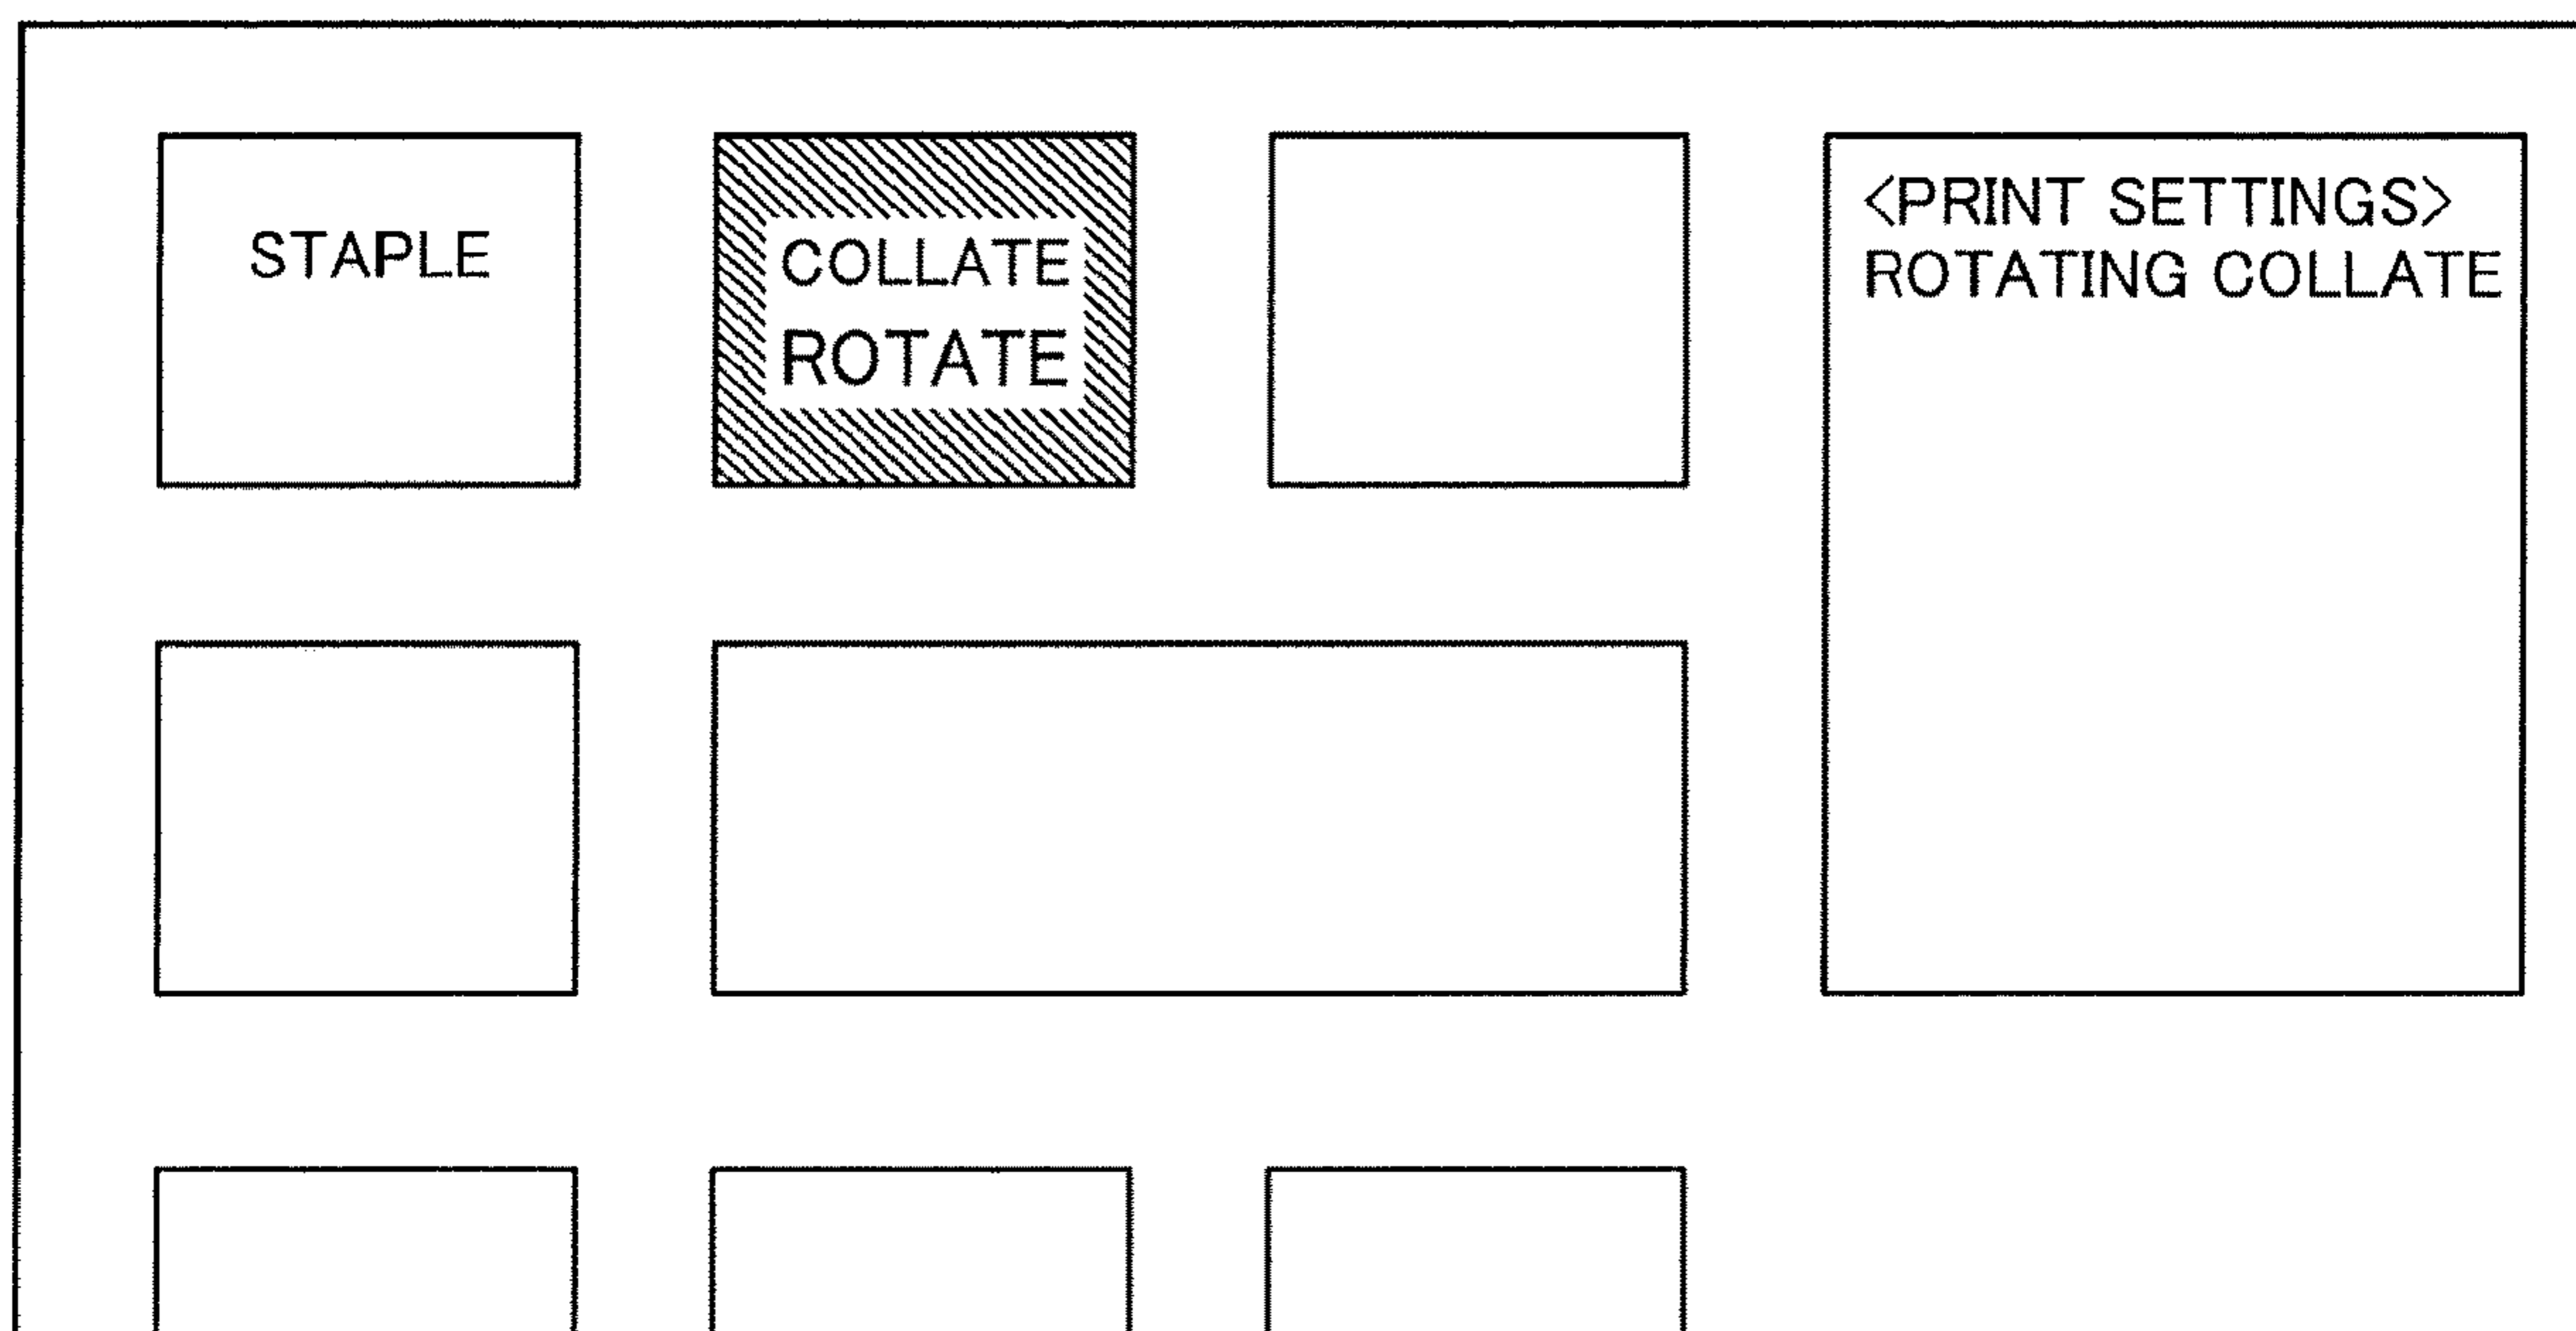 STAPLE
COLLATE
ROTATE
<PRINT SETTINGS>
ROTATING COLLATE